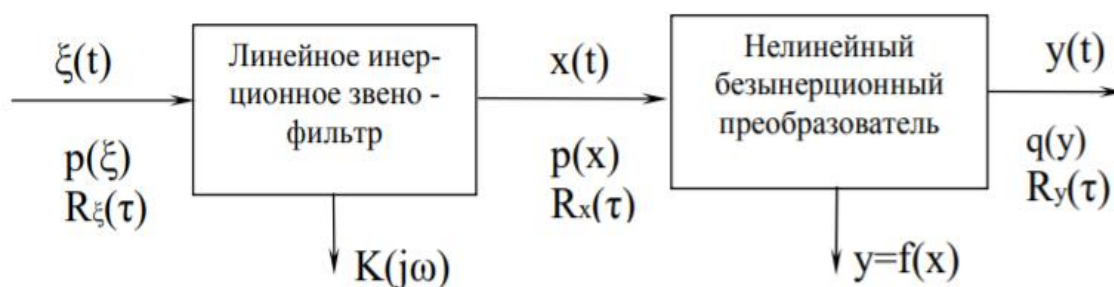 ξ(t)
Линейное инер-
ционное звено -
фильтр
x(t)
Нелинейный
безынерционный
преобразователь
y(t)
p(ξ)
Rξ(τ)
p(x)
Rx(τ)
q(y)
Ry(τ)
K(jω)
y=f(x)